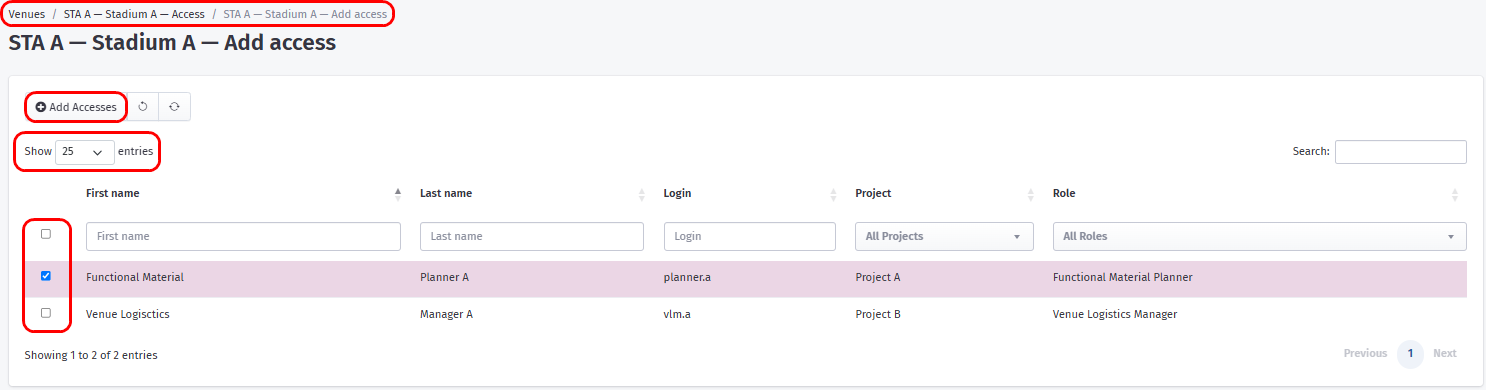 Venues / STA A — Stadium A — Access / STA A — Stadium A — Add access
STA A — Stadium A — Add access
Add Accesses
Show 25 entries Search:
First name Last name Login Project Role
First name Last name Login All Projects All Roles
Functional Material Planner A planner.a Project A Functional Material Planner
Venue Logisctics Manager A vlm.a Project B Venue Logistics Manager
Showing 1 to 2 of 2 entries Previous 1 Next